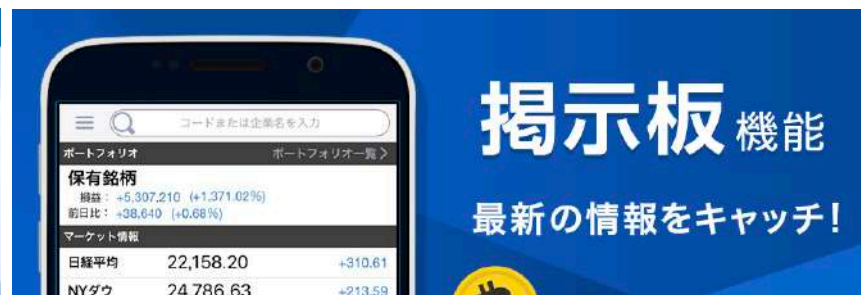 コードまたは企業名を入力
ポートフォリオ ポートフォリオ一覧 >
保有銘柄
損益： +5,307,210 (+1,371.02%)
前日比： +38,640 (+0.68%)
マーケット情報
日経平均 22,158.20 +310.61
NYダウ 24,786.63 +213.59
掲示板機能
最新の情報をキャッチ！